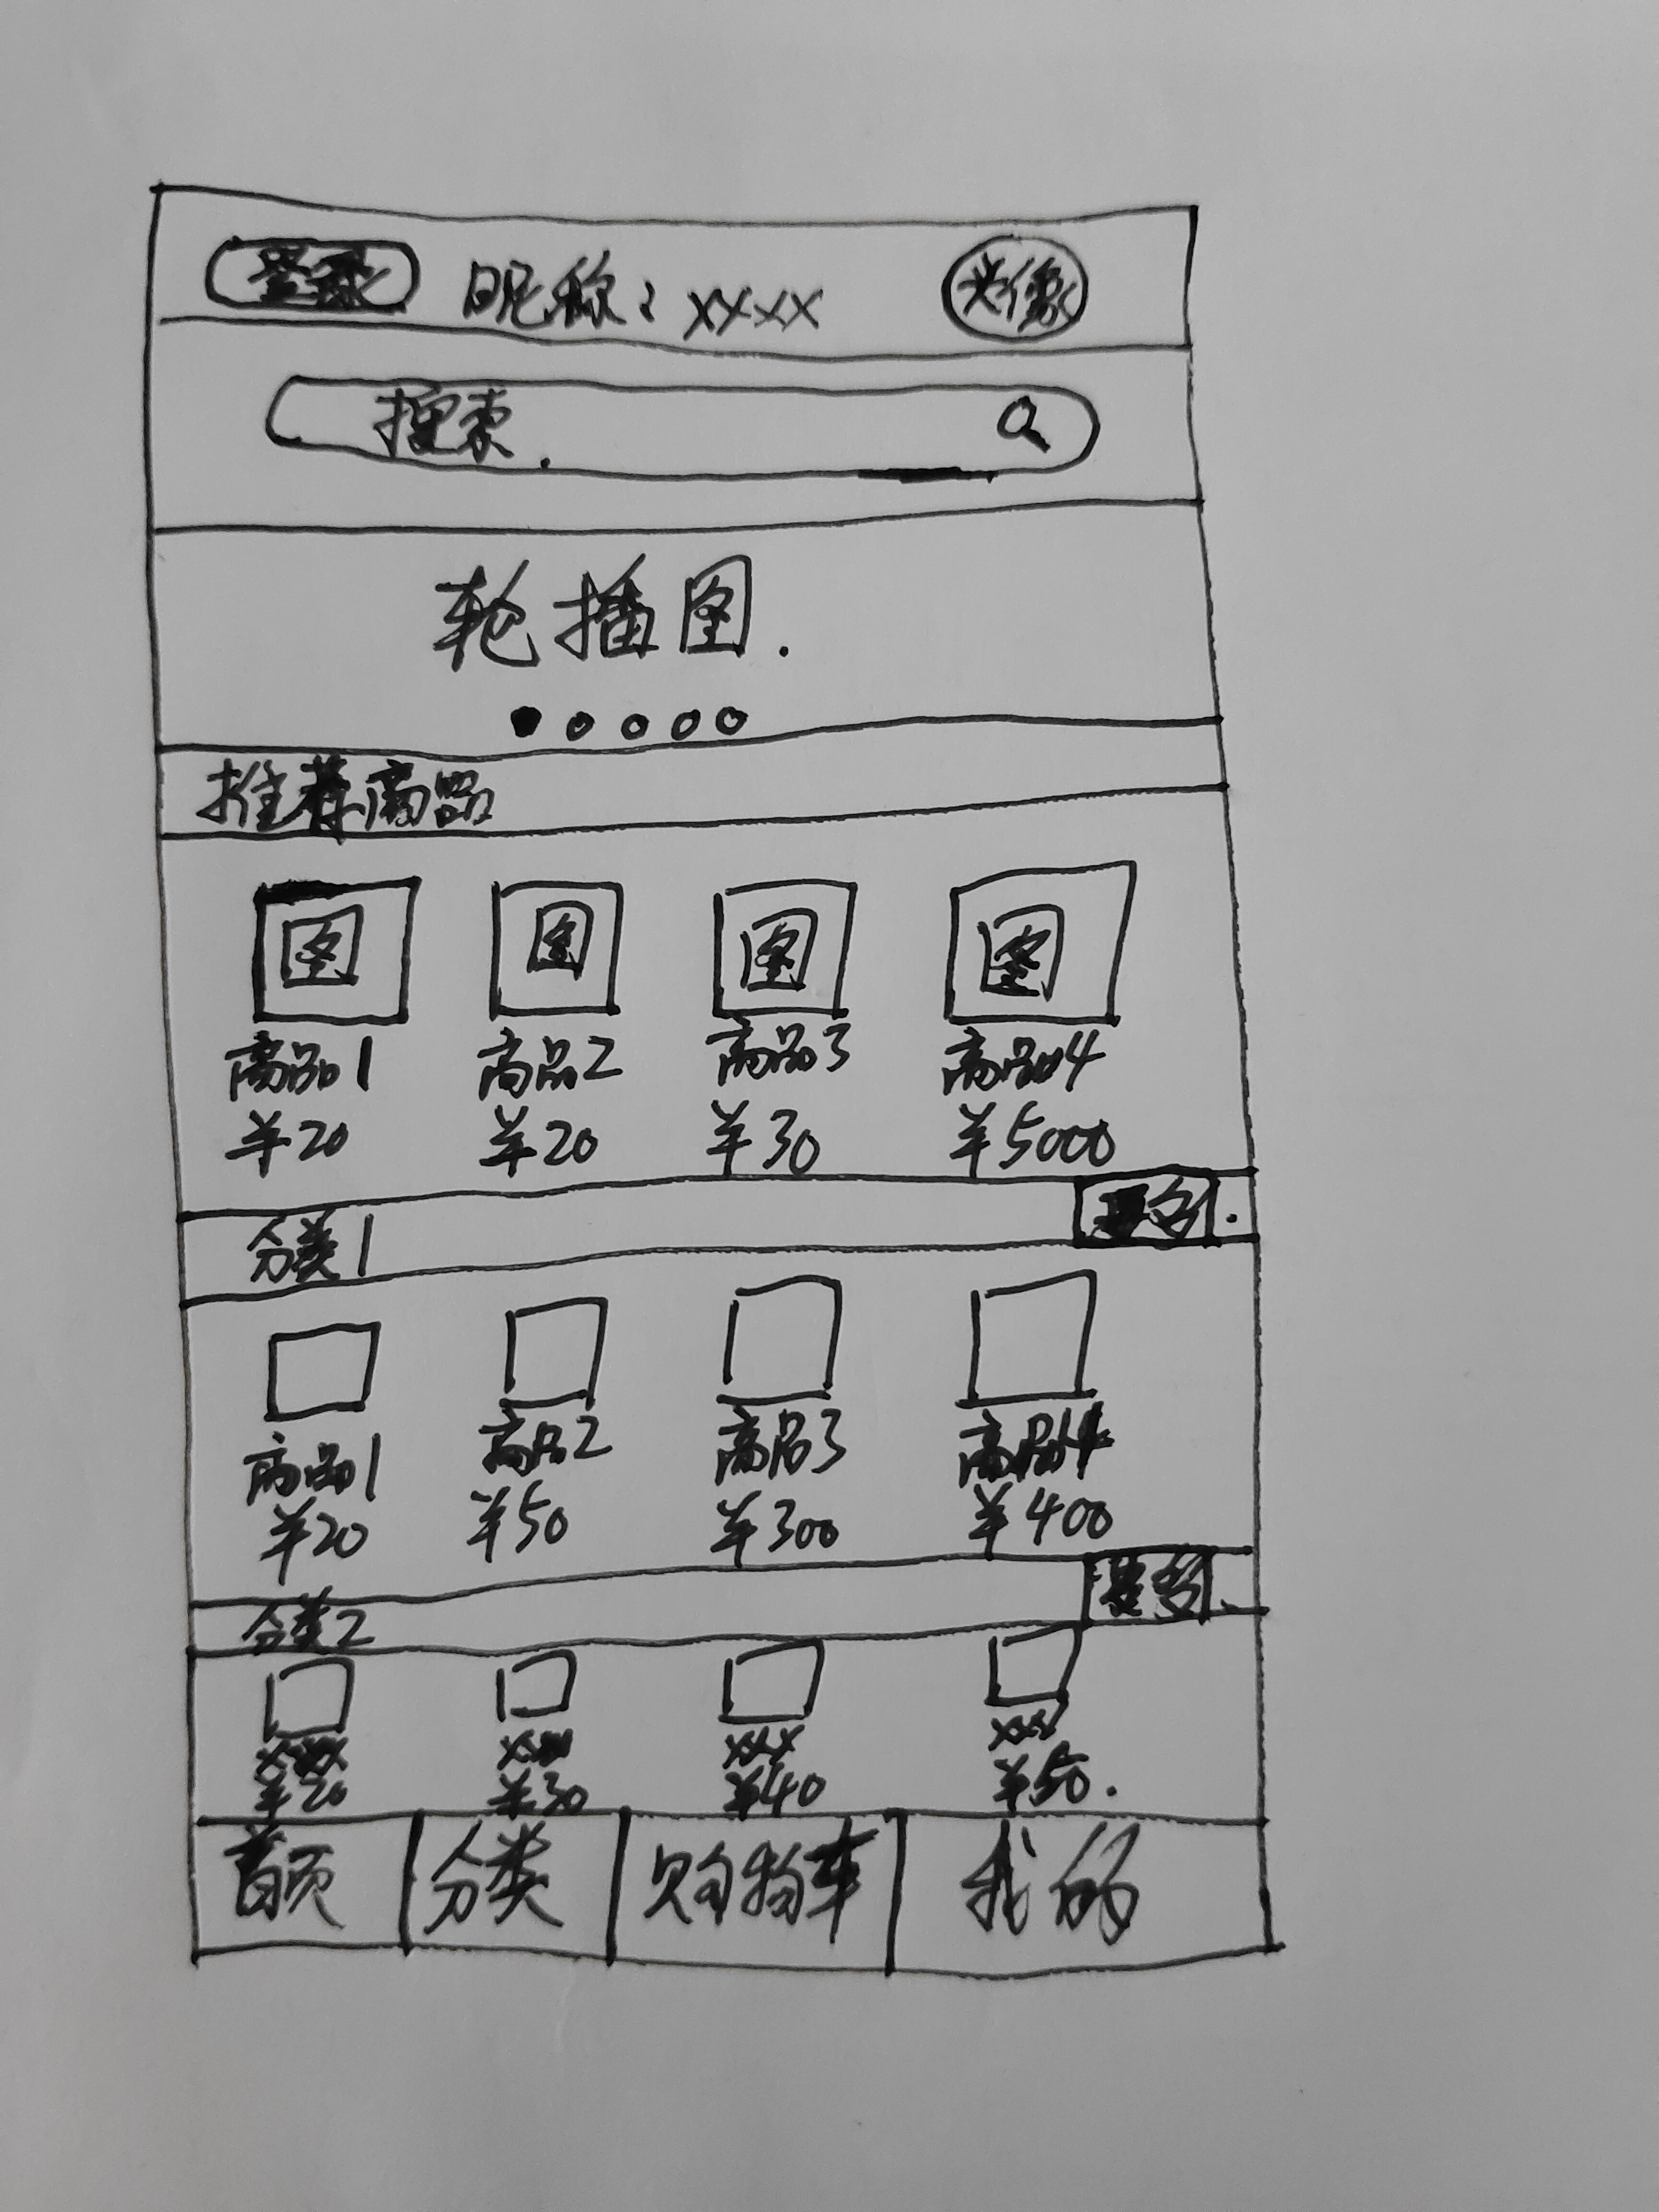 登录 昵称: xxxx 头像
搜索.
轮播图.
推荐商品
图 图 图 图
商品1 商品2 商品3 商品4
¥20 ¥20 ¥30 ¥5000
分类1 更多.
商品1 商品2 商品3 商品4
¥20 ¥50 ¥300 ¥400
分类2 更多.
xxx xxx xxx xxx
¥20 ¥30 ¥40 ¥50.
首页 分类 购物车 我的